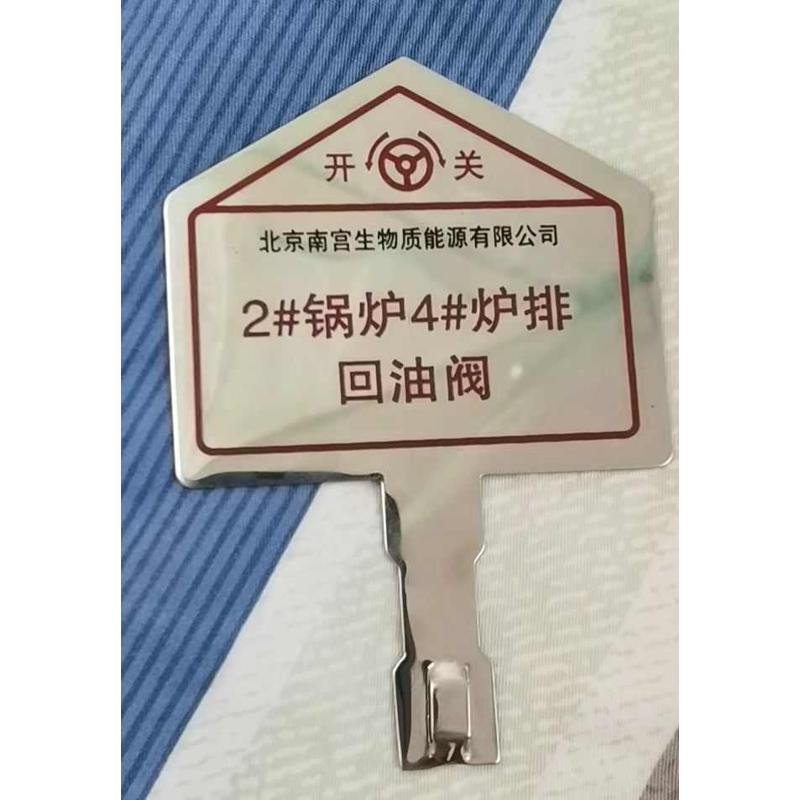 开 关
北京南宫生物质能源有限公司
2#锅炉4#炉排
回油阀